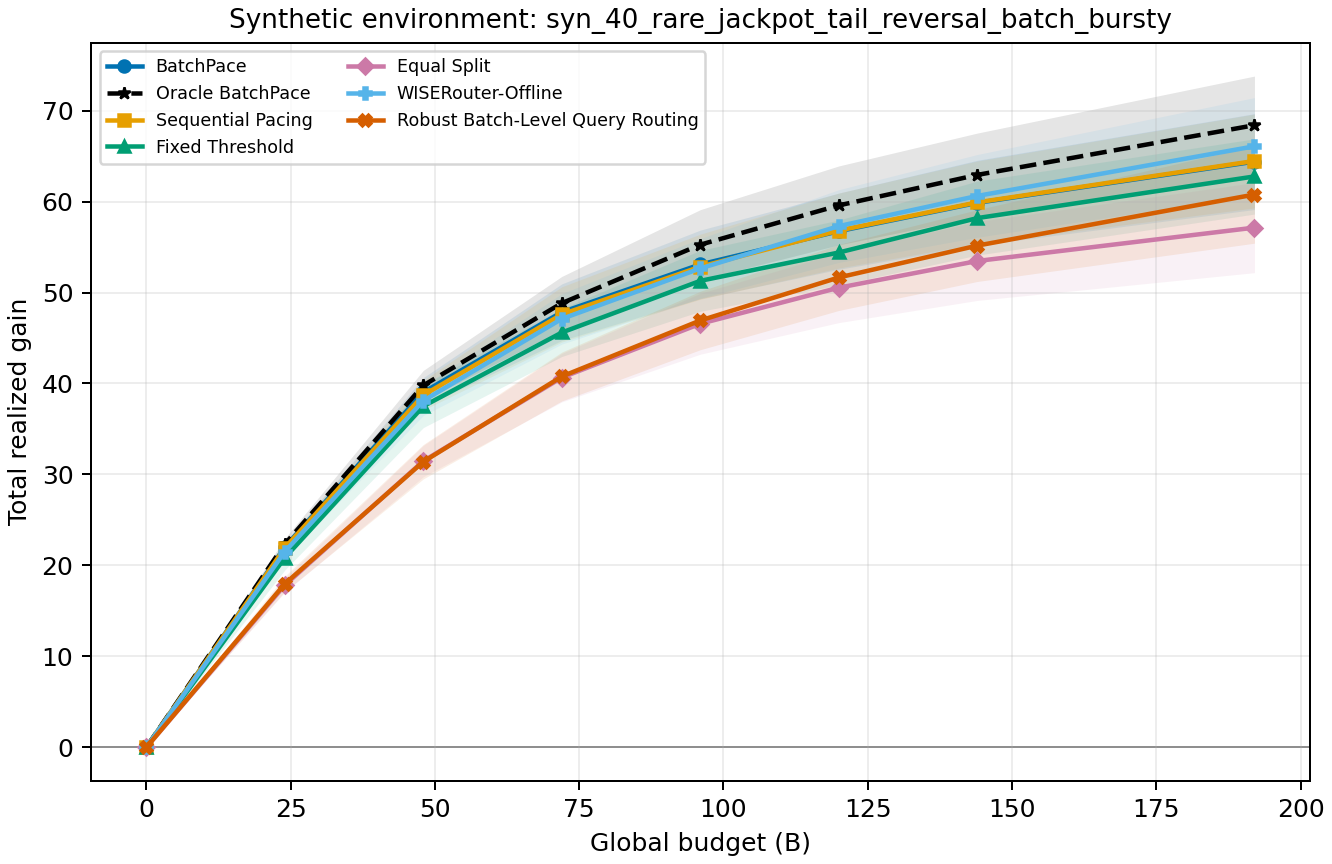 Synthetic environment: syn_40_rare_jackpot_tail_reversal_batch_bursty
BatchPace
Oracle BatchPace
Sequential Pacing
Fixed Threshold
Equal Split
WISERouter-Offline
Robust Batch-Level Query Routing
Total realized gain
70
60
50
40
30
20
10
0
0 25 50 75 100 125 150 175 200
Global budget (B)